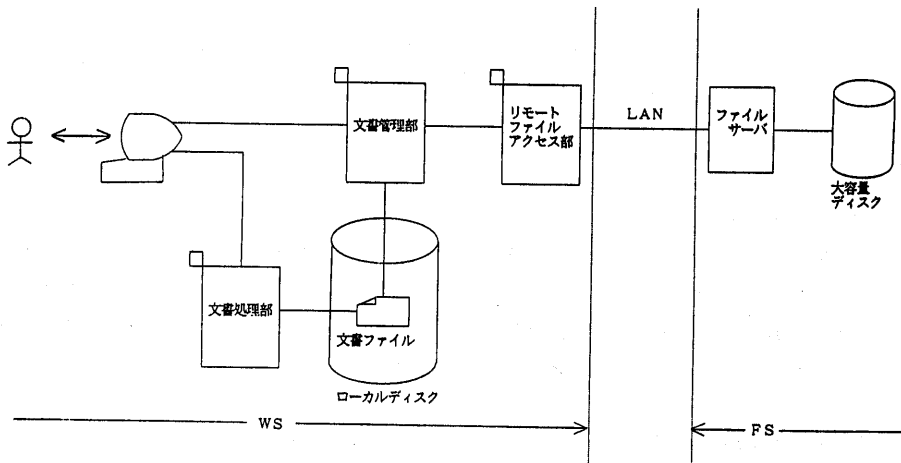 文書管理部
リモート
ファイル
アクセス部
LAN
ファイル
サーバ
大容量
ディスク
文書処理部
文書ファイル
ローカルディスク
WS
FS